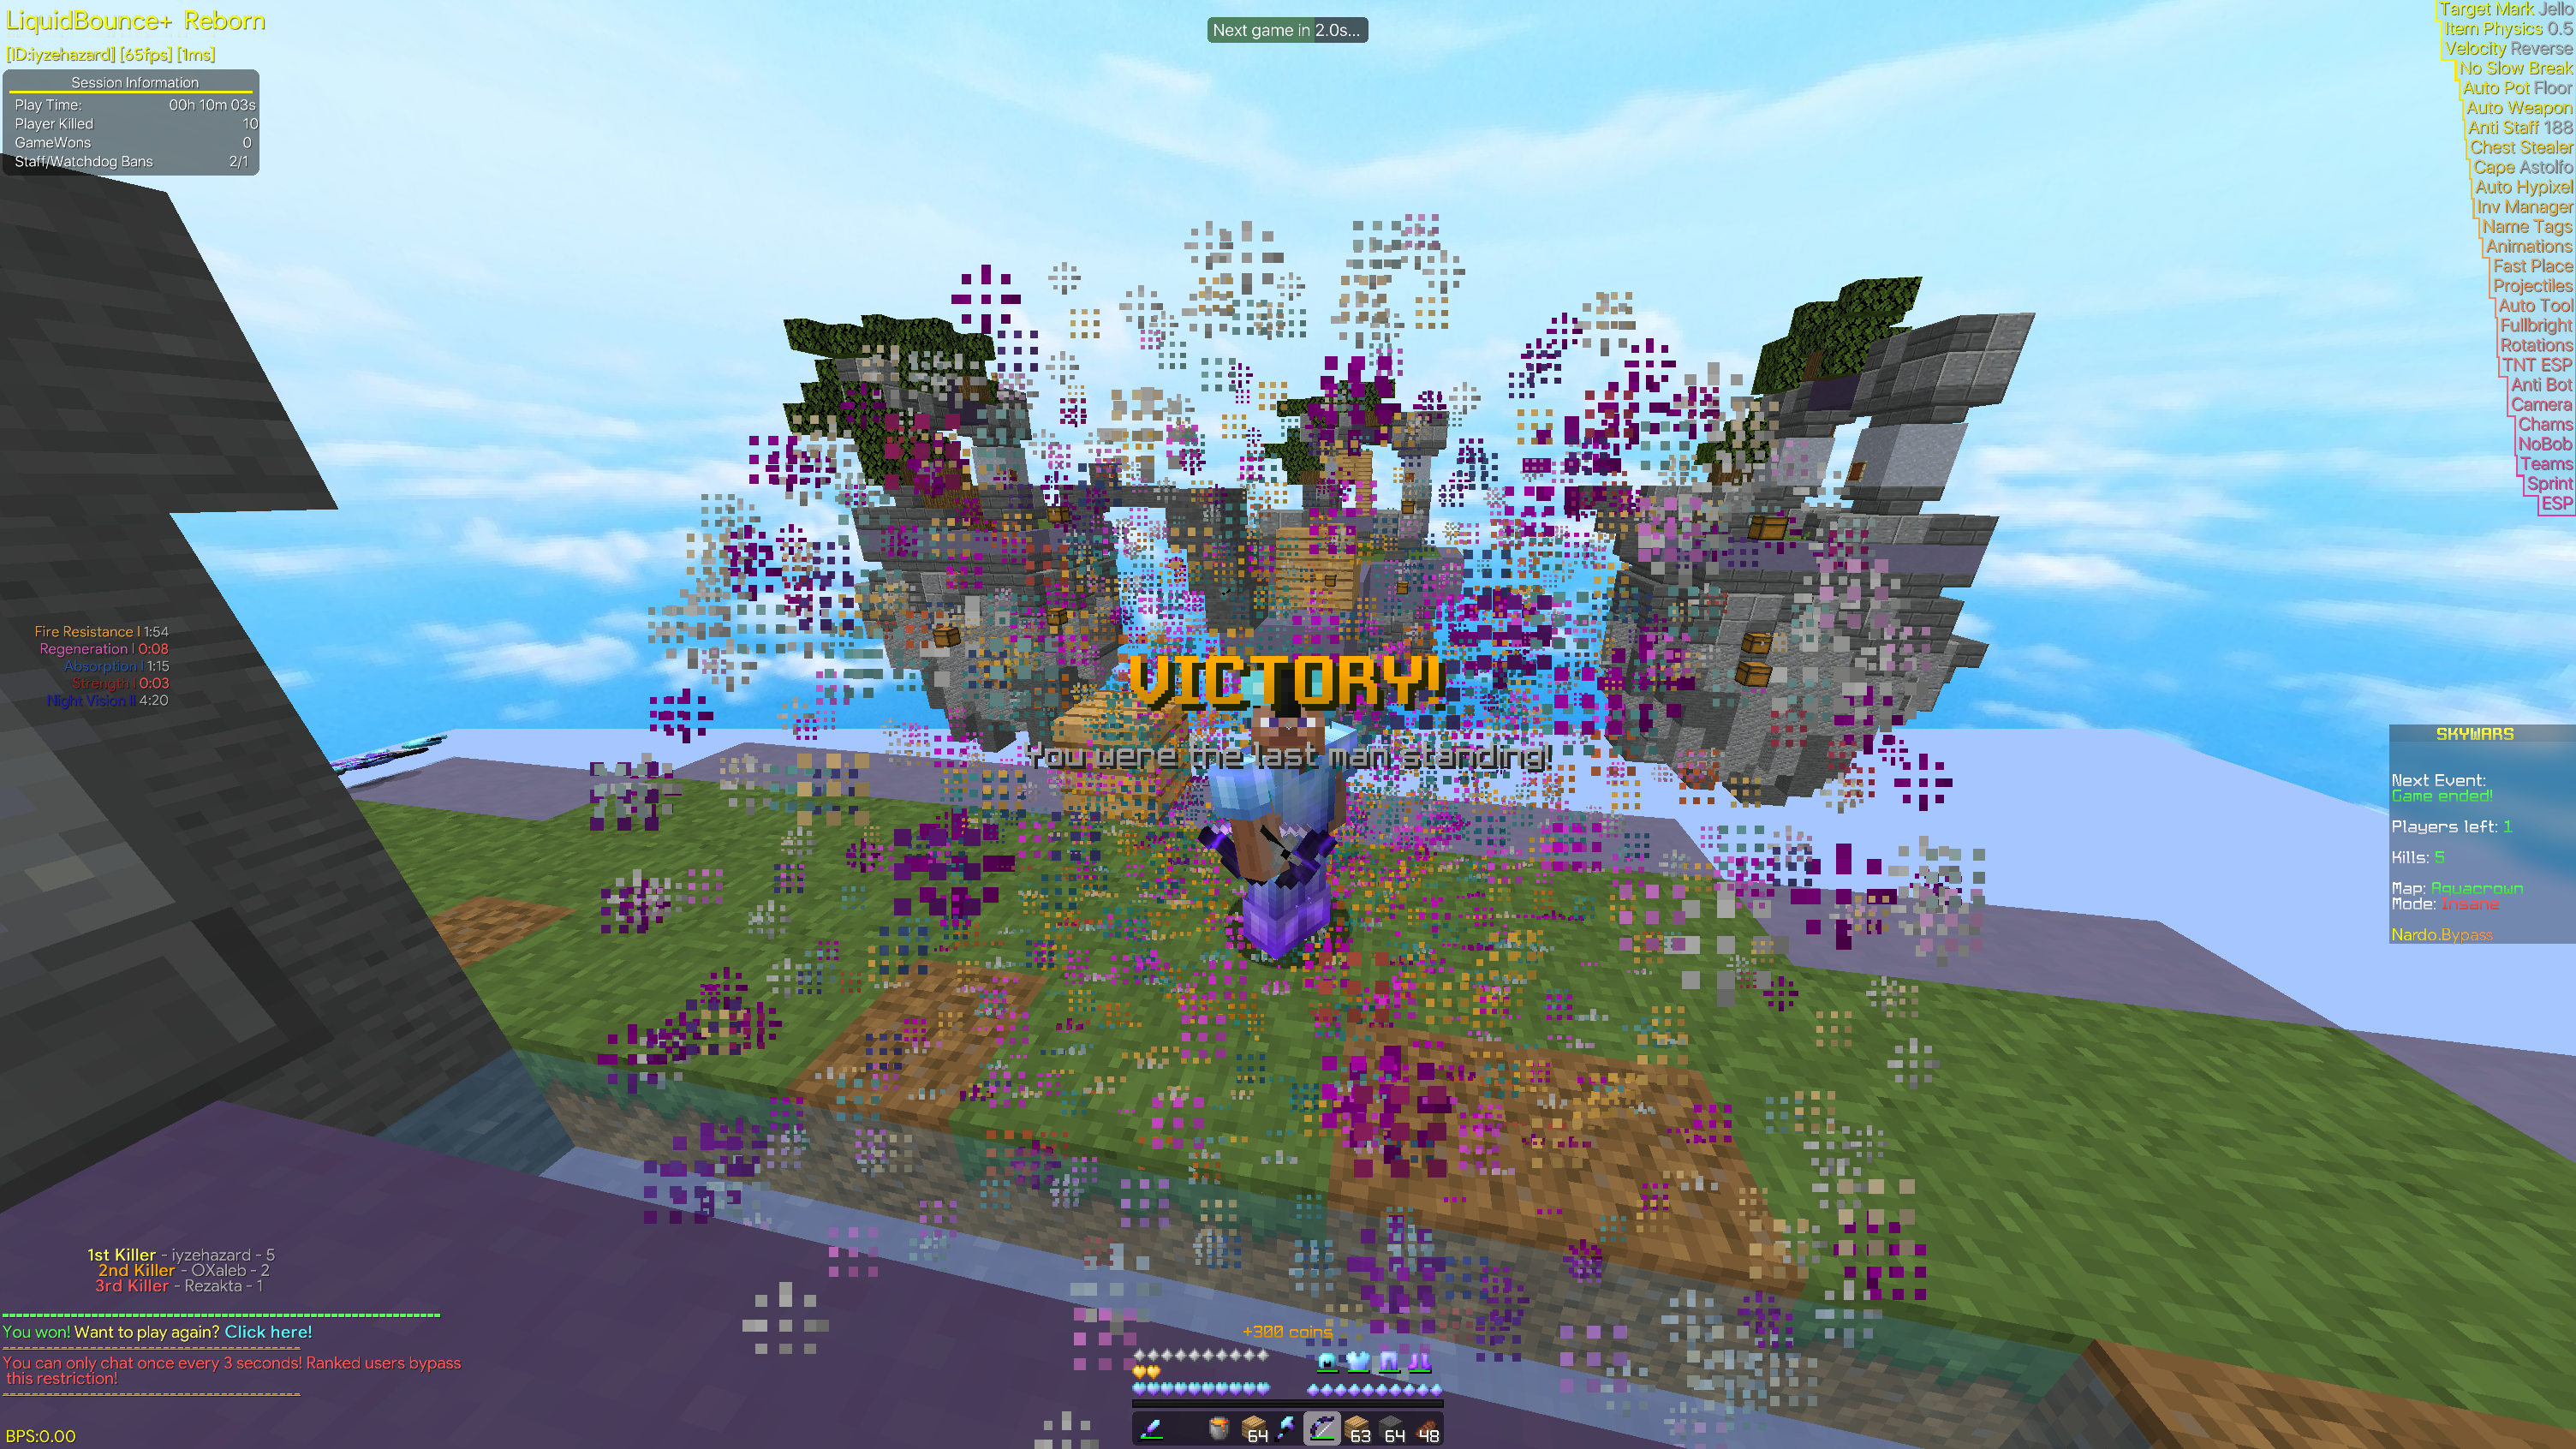 LiquidBounce+ Reborn
[ID:iyzehazard] [65fps] [1ms]
Session Information
Play Time: 00h 10m 03s
Player Killed 10
GameWons 0
Staff/Watchdog Bans 2/1
Next game in 2.0s...
Target Mark Jello
Item Physics 0.5
Velocity Reverse
No Slow Break
Auto Pot Floor
Auto Weapon
Anti Staff 188
Chest Stealer
Cape Astolfo
Auto Hypixel
Inv Manager
Name Tags
Animations
Fast Place
Projectiles
Auto Tool
Fullbright
Rotations
TNT ESP
Anti Bot
Camera
Chams
NoBob
Teams
Sprint
ESP
Fire Resistance I 1:54
Regeneration I 0:08
Absorption I 1:15
Strength I 0:03
Night Vision II 4:20
VICTORY!
You were the last man standing!
SKYWARS
Next Event:
Game ended!
Players left: 1
Kills: 5
Map: Aquacrown
Mode: Insane
Nardo.Bypass
1st Killer - iyzehazard - 5
2nd Killer - OXaleb - 2
3rd Killer - Rezakta - 1
You won! Want to play again? Click here!
You can only chat once every 3 seconds! Ranked users bypass
this restriction!
+300 coins
64 63 64 48
BPS:0.00